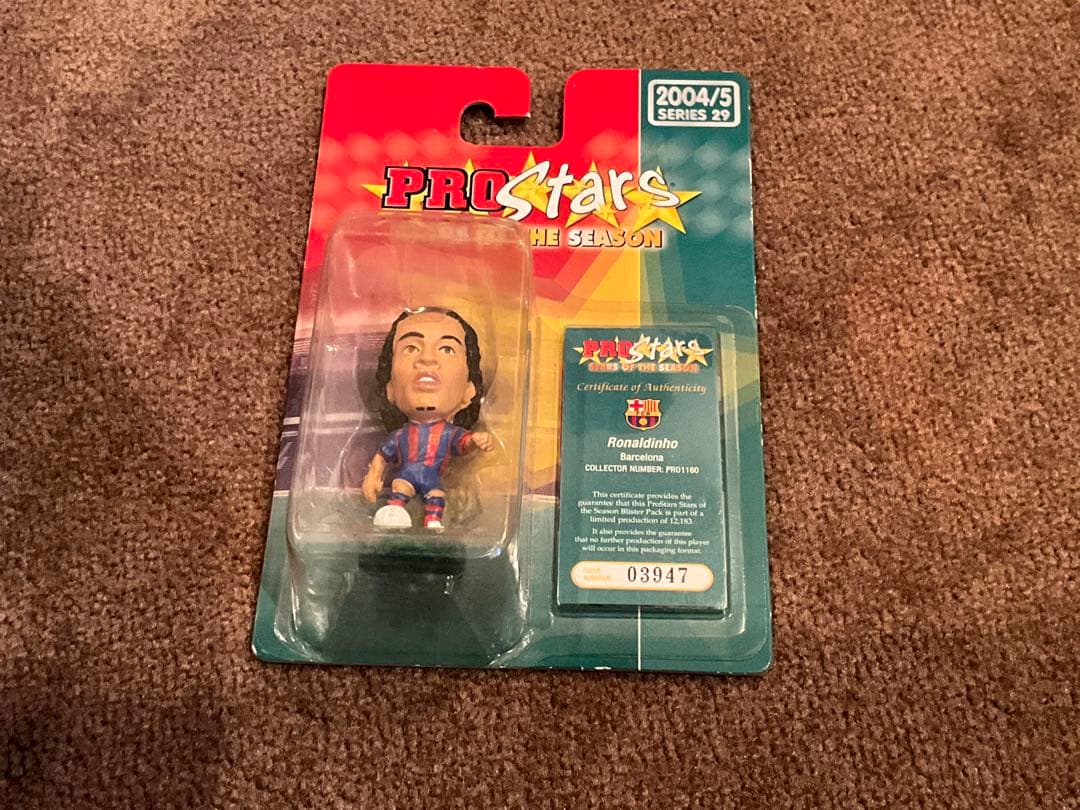 2004/5
SERIES 29
PROStars
HE SEASON
PROStars
STARS OF THE SEASON
Certificate of Authenticity
Ronaldinho
Barcelona
COLLECTOR NUMBER: PRO1160
This certificate provides the
guarantee that this ProStars Stars of
the Season Blister Pack is part of a
limited production of 12,183.
It also provides the guarantee
that no further production of this player
will occur in this packaging format.
NUMBER
03947